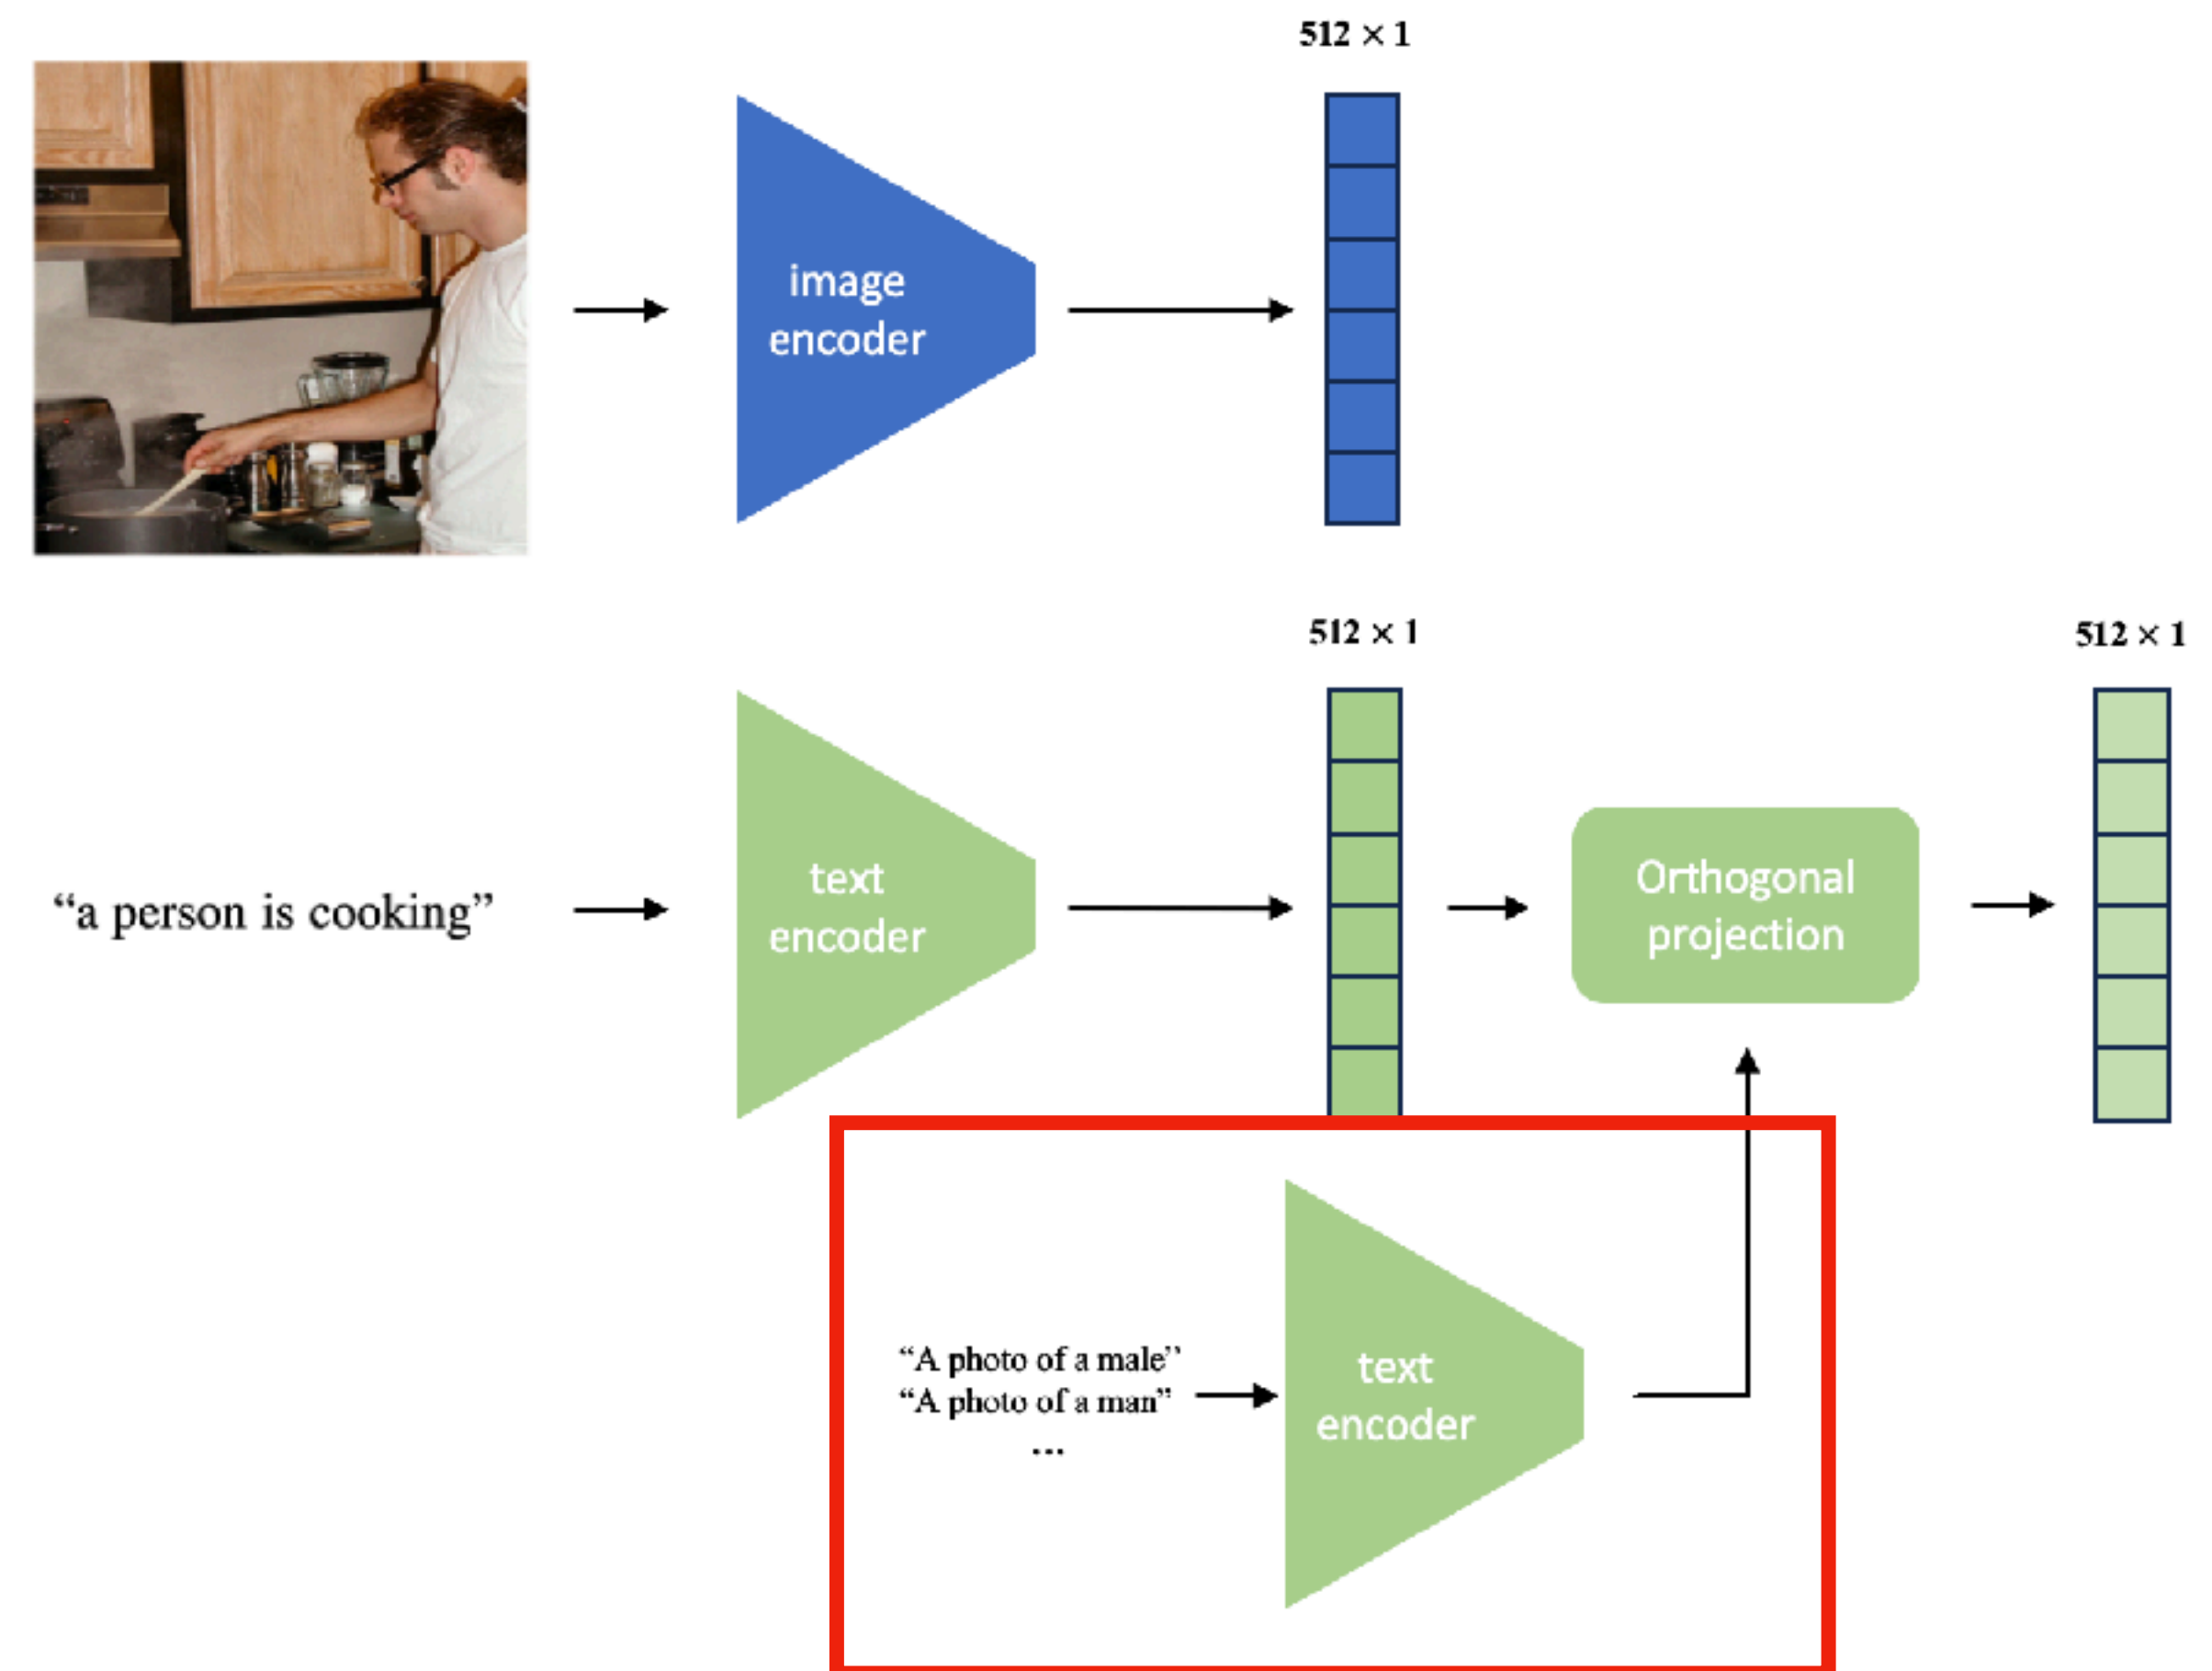 512 × 1
image
encoder
512 × 1
512 × 1
“a person is cooking”
text
encoder
Orthogonal
projection
“A photo of a male”
“A photo of a man”
...
text
encoder